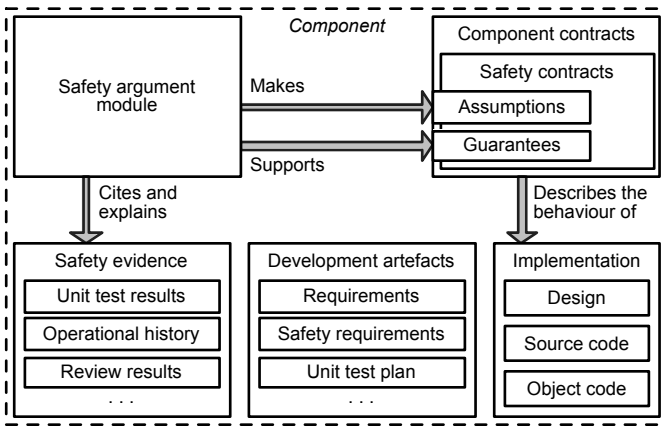 Component
Safety argument
module
Makes
Supports
Component contracts
Safety contracts
Assumptions
Guarantees
Cites and
explains
Describes the
behaviour of
Safety evidence
Unit test results
Operational history
Review results
. . .
Development artefacts
Requirements
Safety requirements
Unit test plan
. . .
Implementation
Design
Source code
Object code